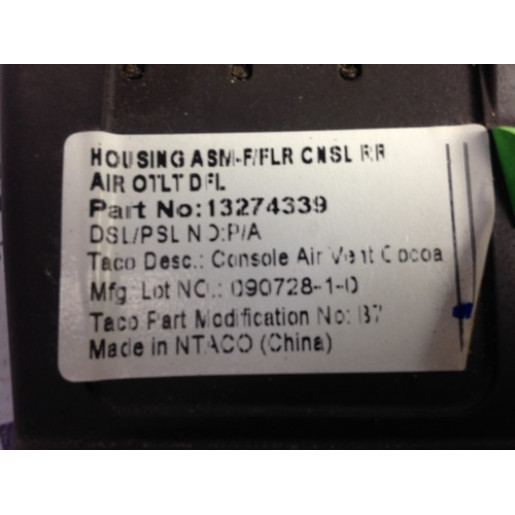 HOUSING ASM-F/FLR CNSL RR
AIR OTLT DFL
Part No:13274339
DSL/PSL NO:P/A
Taco Desc.: Console Air Vent Cocoa
Mfg. Lot NO.: 090728-1-0
Taco Part Modification No: B7
Made in NTACO (China)